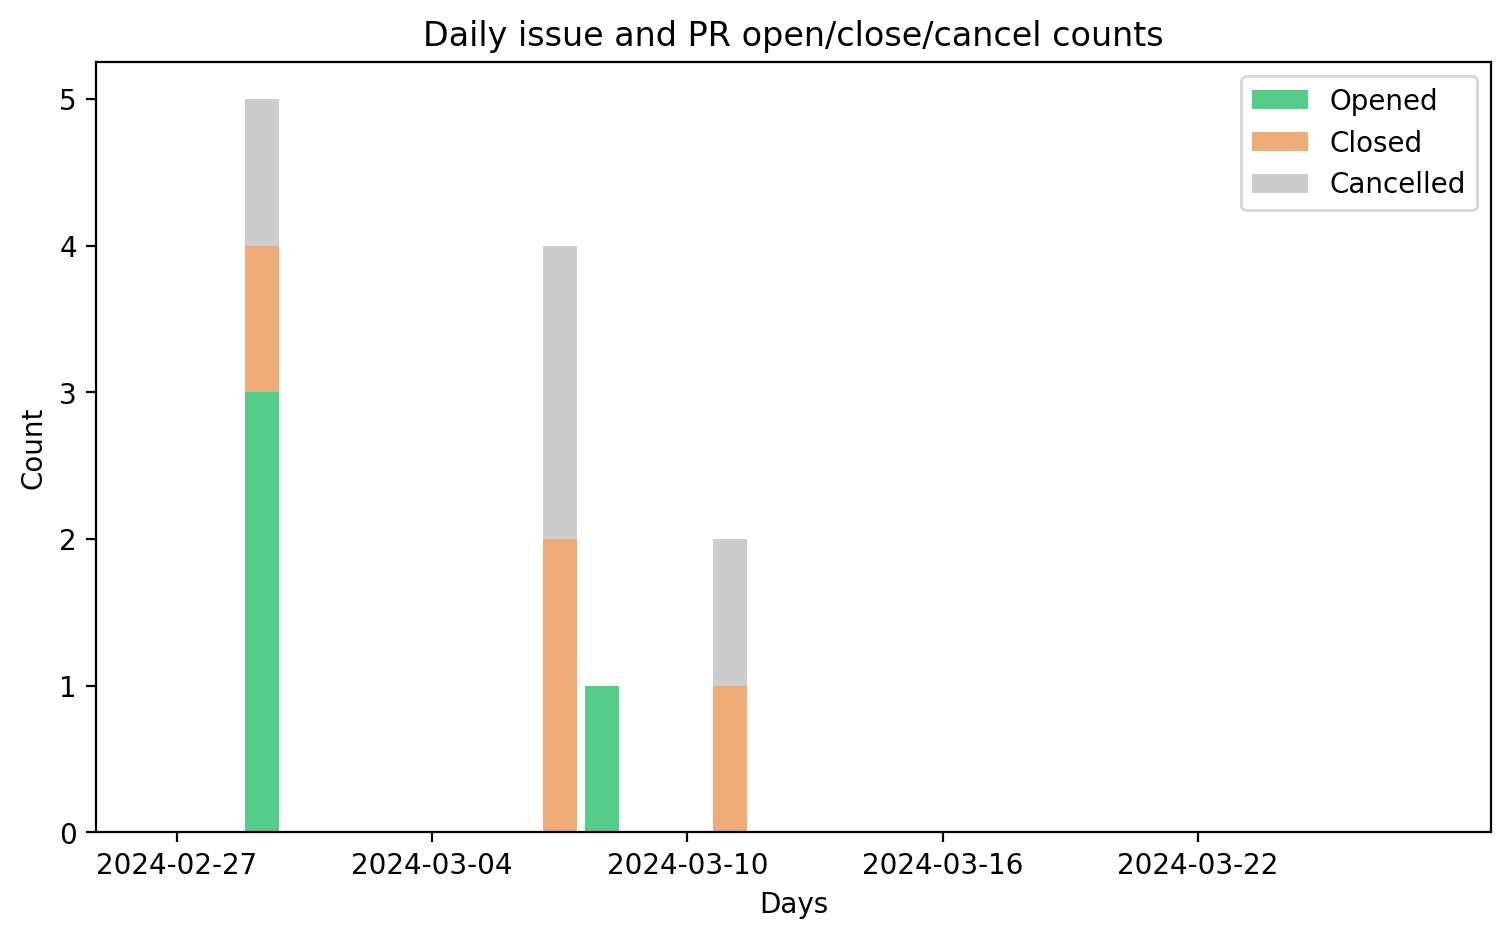 Daily issue and PR open/close/cancel counts
Opened
Closed
Cancelled
5
4
3
2
1
0
Count
2024-02-27
2024-03-04
2024-03-10
2024-03-16
2024-03-22
Days